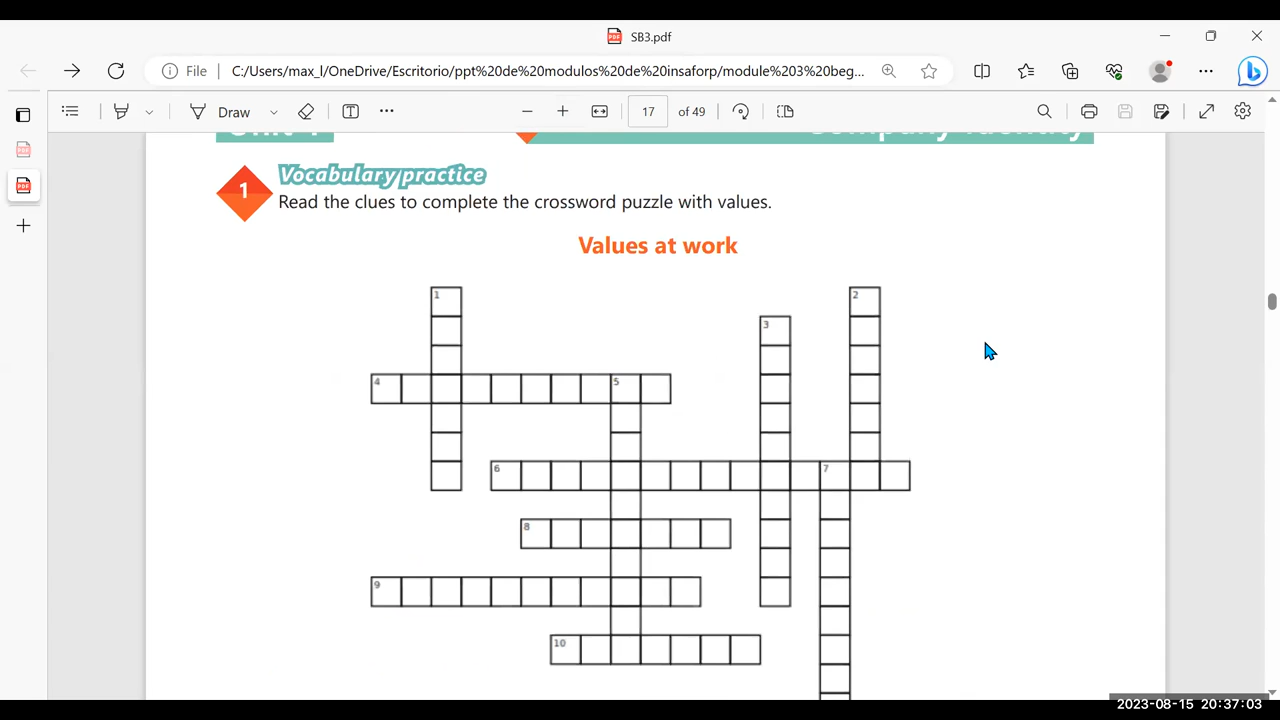 SB3.pdf
File C:/Users/max_l/OneDrive/Escritorio/ppt%20de%20modulos%20de%20insaforp/module%203%20beg...
Draw 17 of 49
Company Identity
1
Vocabulary practice
Read the clues to complete the crossword puzzle with values.
Values at work
1
2
3
4
5
6
7
8
9
10
2023-08-15 20:37:03